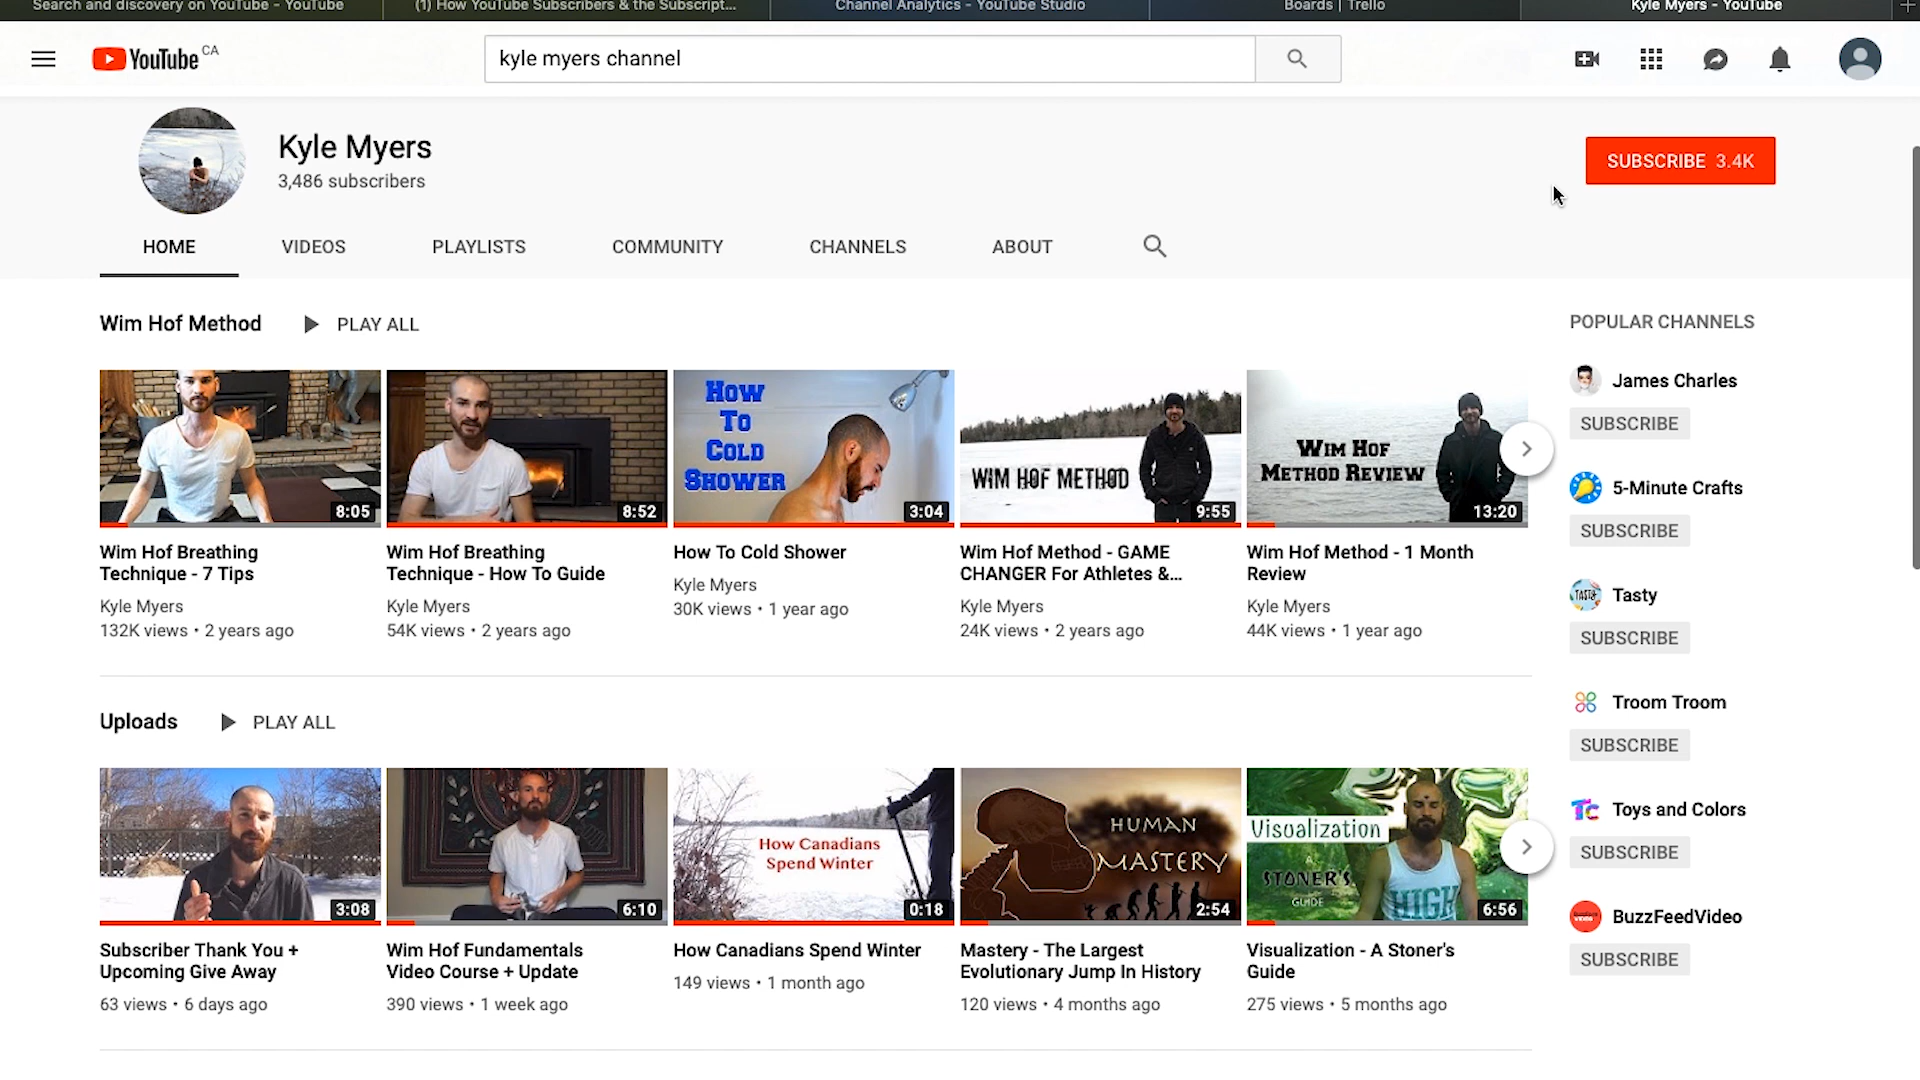 Search and discovery on YouTube - YouTube
(1) How YouTube Subscribers & the Subscript...
Channel Analytics - YouTube Studio
Boards | Trello
Kyle Myers - YouTube
YouTube CA
kyle myers channel
Kyle Myers
3,486 subscribers
SUBSCRIBE 3.4K
HOME
VIDEOS
PLAYLISTS
COMMUNITY
CHANNELS
ABOUT
Wim Hof Method
PLAY ALL
8:05
Wim Hof Breathing
Technique - 7 Tips
Kyle Myers
132K views • 2 years ago
8:52
Wim Hof Breathing
Technique - How To Guide
Kyle Myers
54K views • 2 years ago
How
To
Cold
Shower
3:04
How To Cold Shower
Kyle Myers
30K views • 1 year ago
WIM HOF METHOD
9:55
Wim Hof Method - GAME
CHANGER For Athletes &...
Kyle Myers
24K views • 2 years ago
Wim Hof
Method Review
13:20
Wim Hof Method - 1 Month
Review
Kyle Myers
44K views • 1 year ago
Uploads
PLAY ALL
3:08
Subscriber Thank You +
Upcoming Give Away
63 views • 6 days ago
6:10
Wim Hof Fundamentals
Video Course + Update
390 views • 1 week ago
How Canadians
Spend Winter
0:18
How Canadians Spend Winter
149 views • 1 month ago
HUMAN
MASTERY
2:54
Mastery - The Largest
Evolutionary Jump In History
120 views • 4 months ago
Visualization
STONER'S
GUIDE
HIGH
6:56
Visualization - A Stoner's
Guide
275 views • 5 months ago
POPULAR CHANNELS
James Charles
SUBSCRIBE
5-Minute Crafts
SUBSCRIBE
TASTY
Tasty
SUBSCRIBE
Troom Troom
SUBSCRIBE
Tc
Toys and Colors
SUBSCRIBE
BuzzFeedVideo
SUBSCRIBE